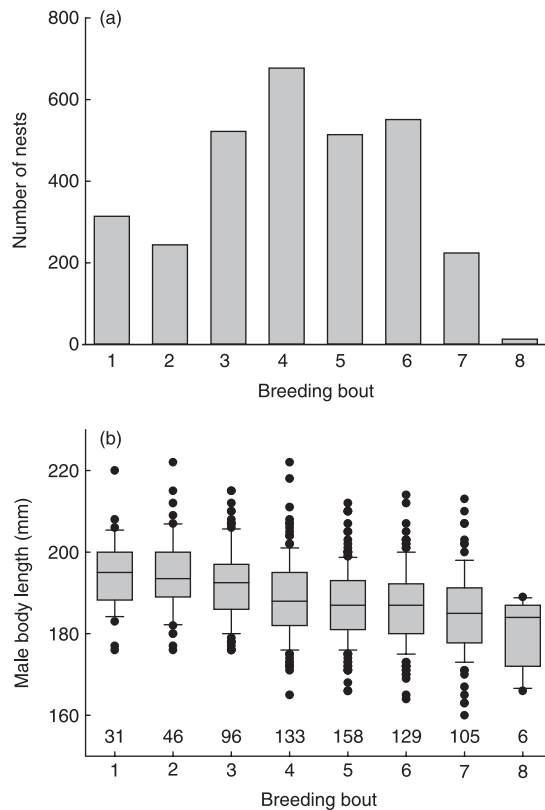 (a)
800
600
400
200
0
Number of nests
1 2 3 4 5 6 7 8
Breeding bout
(b)
220
200
180
160
Male body length (mm)
31 46 96 133 158 129 105 6
1 2 3 4 5 6 7 8
Breeding bout